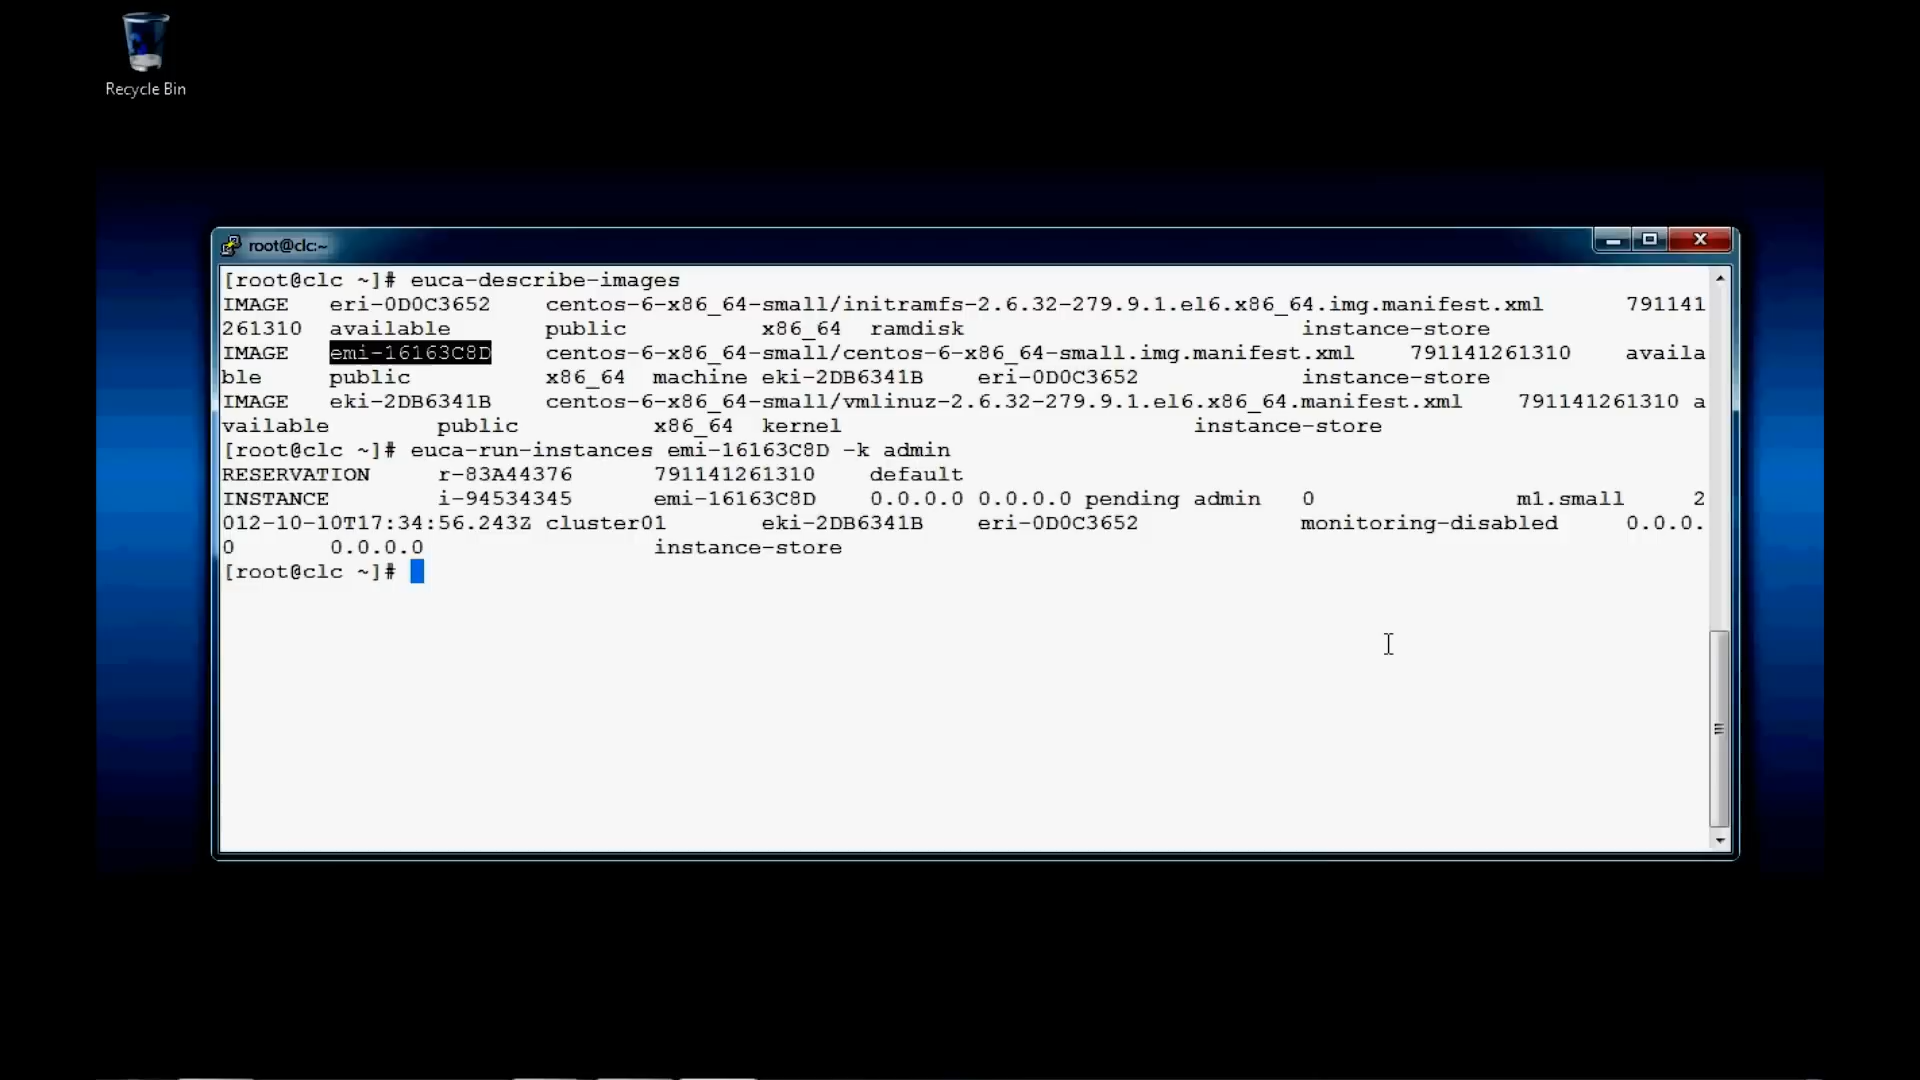 Recycle Bin
root@clc:~
[root@clc ~]# euca-describe-images
IMAGE eri-0D0C3652 centos-6-x86_64-small/initramfs-2.6.32-279.9.1.el6.x86_64.img.manifest.xml 791141
261310 available public x86_64 ramdisk instance-store
IMAGE emi-16163C8D centos-6-x86_64-small/centos-6-x86_64-small.img.manifest.xml 791141261310 availa
ble public x86_64 machine eki-2DB6341B eri-0D0C3652 instance-store
IMAGE eki-2DB6341B centos-6-x86_64-small/vmlinuz-2.6.32-279.9.1.el6.x86_64.manifest.xml 791141261310 a
vailable public x86_64 kernel instance-store
[root@clc ~]# euca-run-instances emi-16163C8D -k admin
RESERVATION r-83A44376 791141261310 default
INSTANCE i-94534345 emi-16163C8D 0.0.0.0 0.0.0.0 pending admin 0 m1.small 2
012-10-10T17:34:56.243Z cluster01 eki-2DB6341B eri-0D0C3652 monitoring-disabled 0.0.0.
0 0.0.0.0 instance-store
[root@clc ~]#